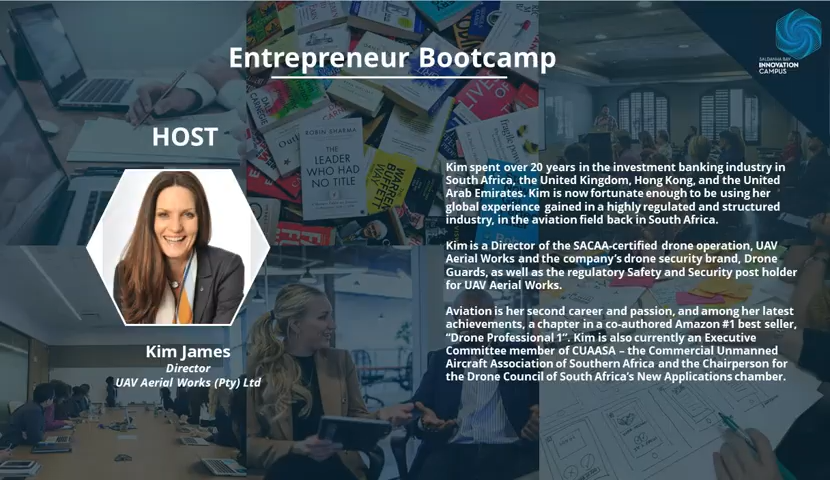 Entrepreneur Bootcamp
SALDANHA BAY
INNOVATION
CAMPUS
HOST
ROBIN SHARMA
THE
LEADER
WHO HAD
NO TITLE
WARREN
BUFFETT
WAY
LIVES
Kim spent over 20 years in the investment banking industry in
South Africa, the United Kingdom, Hong Kong, and the United
Arab Emirates. Kim is now fortunate enough to be using her
global experience gained in a highly regulated and structured
industry, in the aviation field back in South Africa.
Kim is a Director of the SACAA-certified drone operation, UAV
Aerial Works and the company's drone security brand, Drone
Guards, as well as the regulatory Safety and Security post holder
for UAV Aerial Works.
Aviation is her second career and passion, and among her latest
achievements, a chapter in a co-authored Amazon #1 best seller,
"Drone Professional 1". Kim is also currently an Executive
Committee member of CUAASA – the Commercial Unmanned
Aircraft Association of Southern Africa and the Chairperson for
the Drone Council of South Africa's New Applications chamber.
Kim James
Director
UAV Aerial Works (Pty) Ltd